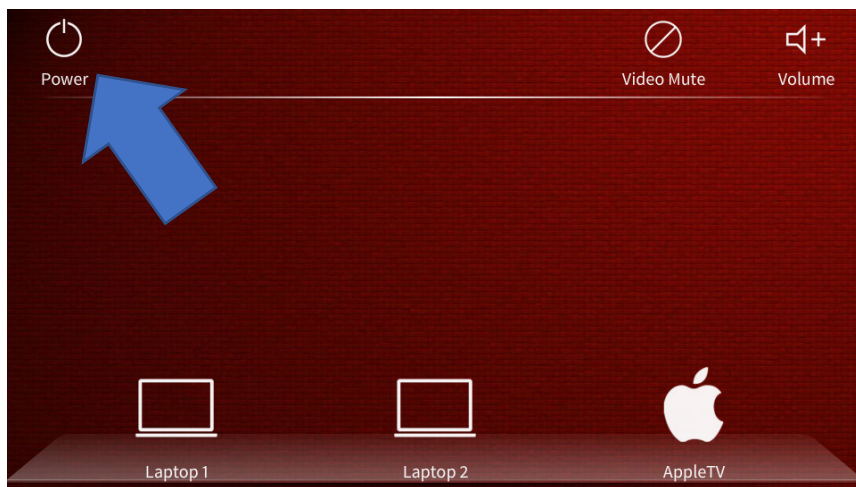 Power
Video Mute
Volume
Laptop 1
Laptop 2
AppleTV